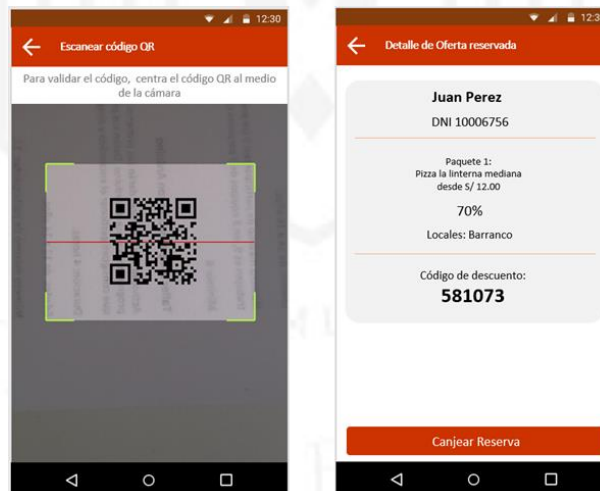 12:30
Escanear código QR
Para validar el código, centra el código QR al medio
de la cámara
12:3
Detalle de Oferta reservada
Juan Perez
DNI 10006756
Paquete 1:
Pizza la linterna mediana
desde S/ 12.00
70%
Locales: Barranco
Código de descuento:
581073
Canjear Reserva